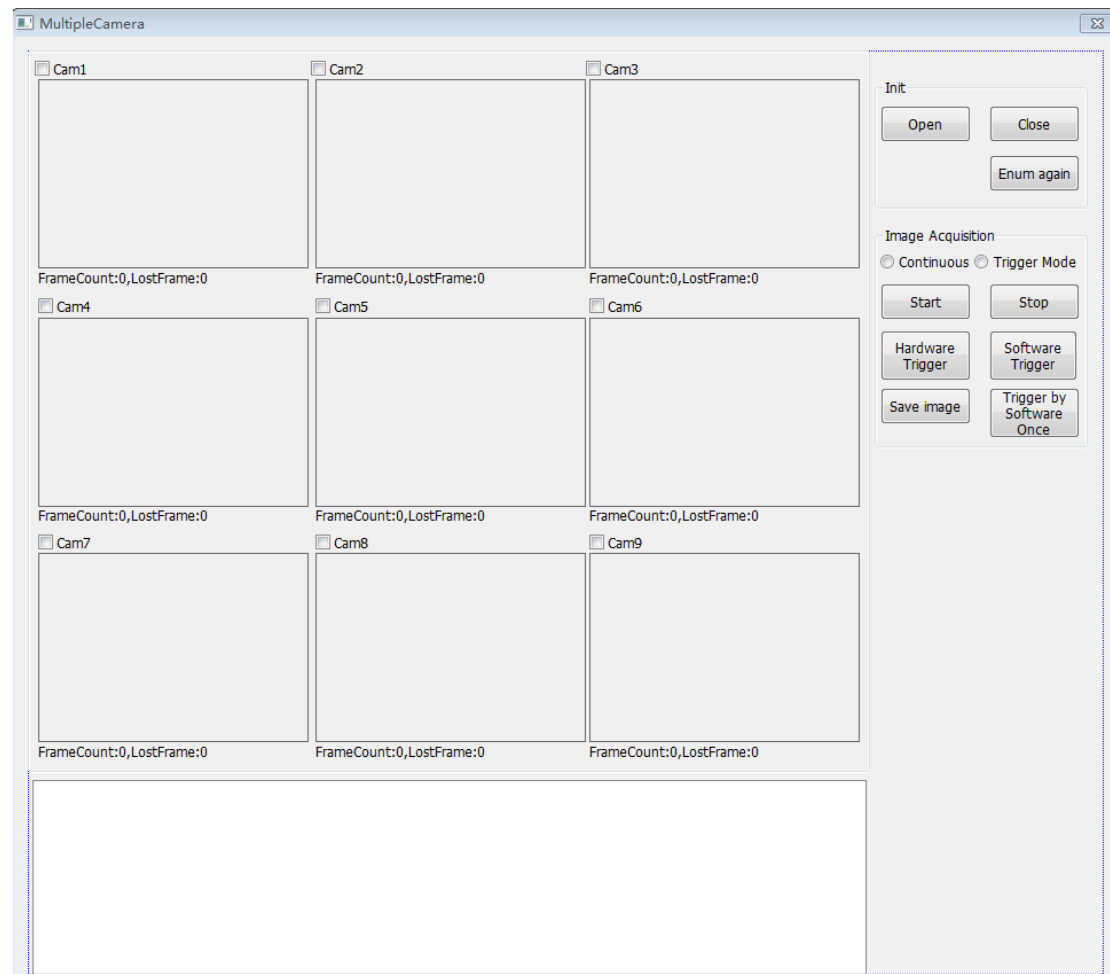 MultipleCamera
Cam1 Cam2 Cam3
FrameCount:0,LostFrame:0 FrameCount:0,LostFrame:0 FrameCount:0,LostFrame:0
Cam4 Cam5 Cam6
FrameCount:0,LostFrame:0 FrameCount:0,LostFrame:0 FrameCount:0,LostFrame:0
Cam7 Cam8 Cam9
FrameCount:0,LostFrame:0 FrameCount:0,LostFrame:0 FrameCount:0,LostFrame:0
Init
Open Close
Enum again
Image Acquisition
Continuous Trigger Mode
Start Stop
Hardware
Trigger
Software
Trigger
Save image
Trigger by
Software
Once